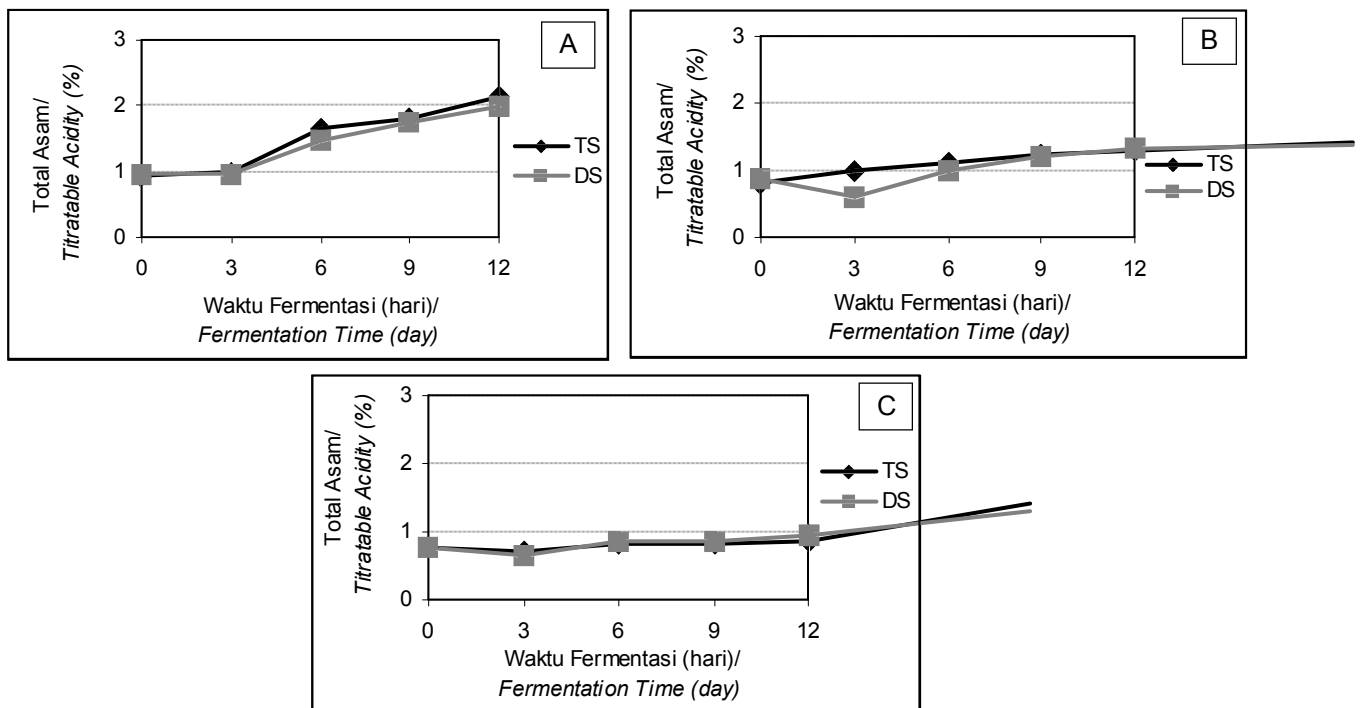 A
3
2
1
0
0 3 6 9 12
Total Asam/
Titratable Acidity (%)
Waktu Fermentasi (hari)/
Fermentation Time (day)
TS
DS
B
3
2
1
0
0 3 6 9 12
Total Asam/
Titratable Acidity (%)
Waktu Fermentasi (hari)/
Fermentation Time (day)
TS
DS
C
3
2
1
0
0 3 6 9 12
Total Asam/
Titratable Acidity (%)
Waktu Fermentasi (hari)/
Fermentation Time (day)
TS
DS